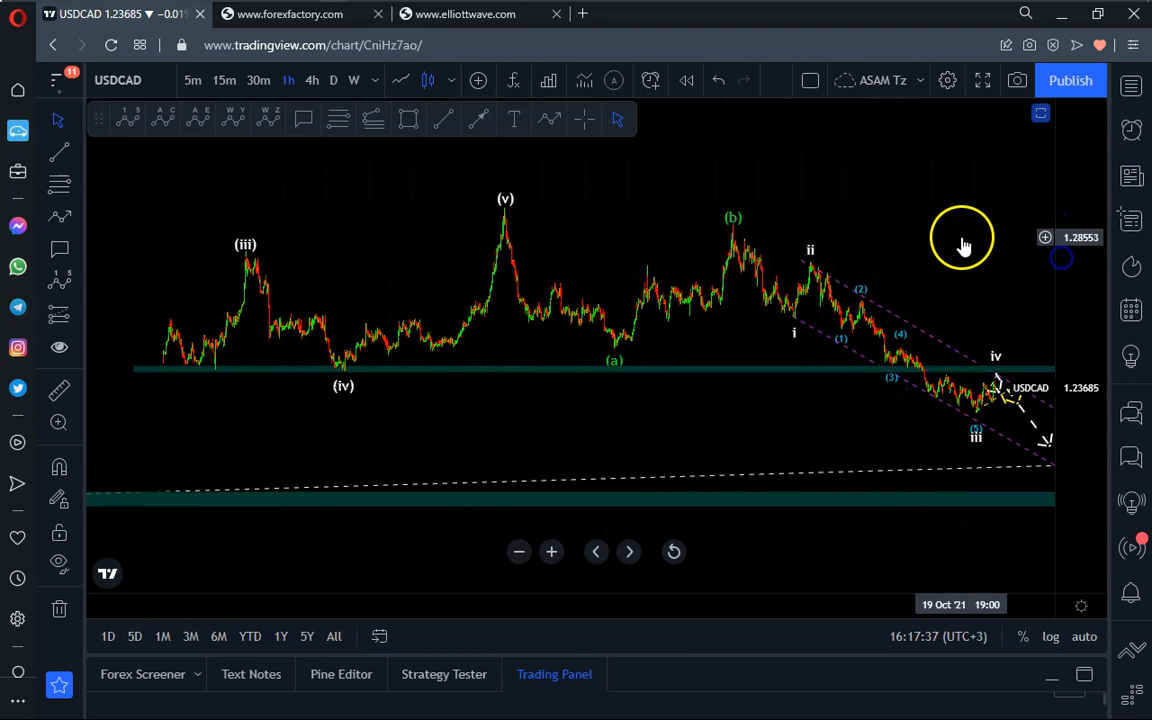 USDCAD 1.23685 ▼ −0.01%
www.forexfactory.com
www.elliottwave.com
www.tradingview.com/chart/CniHz7ao/
11
USDCAD
5m 15m 30m 1h 4h D W
ASAM Tz
Publish
1 5
A C
A E
W Y
W Z
(v)
(b)
(iii)
ii
1.28553
(2)
i
(1)
(4)
iv
(a)
(iv)
(3)
USDCAD 1.23685
(5)
iii
19 Oct '21 19:00
1D 5D 1M 3M 6M YTD 1Y 5Y All
16:17:37 (UTC+3)
% log auto
Forex Screener
Text Notes
Pine Editor
Strategy Tester
Trading Panel